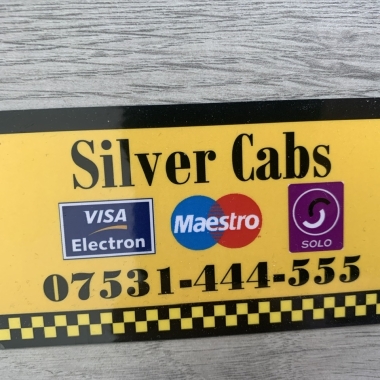 Silver Cabs
VISA Electron Maestro SOLO
07531-444-555